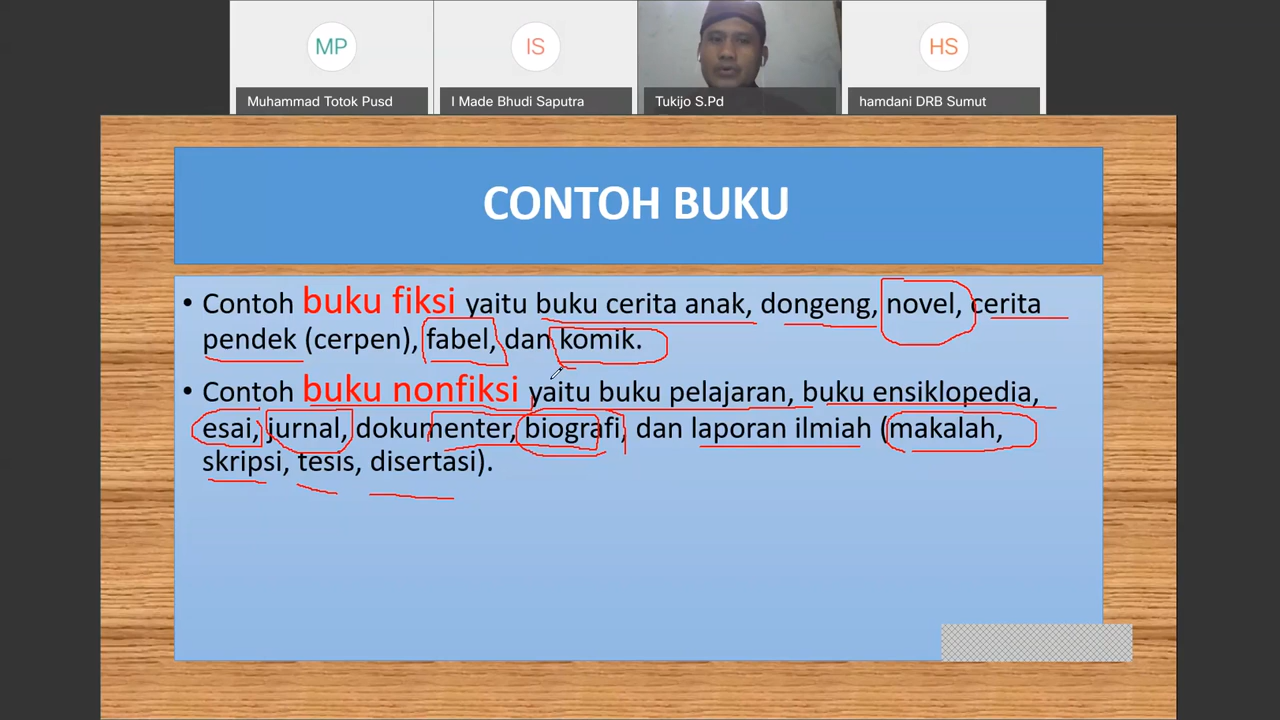 MP
IS
HS
Muhammad Totok Pusd
I Made Bhudi Saputra
Tukijo S.Pd
hamdani DRB Sumut
CONTOH BUKU
• Contoh buku fiksi yaitu buku cerita anak, dongeng, novel, cerita
pendek (cerpen), fabel, dan komik.
• Contoh buku nonfiksi yaitu buku pelajaran, buku ensiklopedia,
esai, jurnal, dokumenter, biografi, dan laporan ilmiah (makalah,
skripsi, tesis, disertasi).